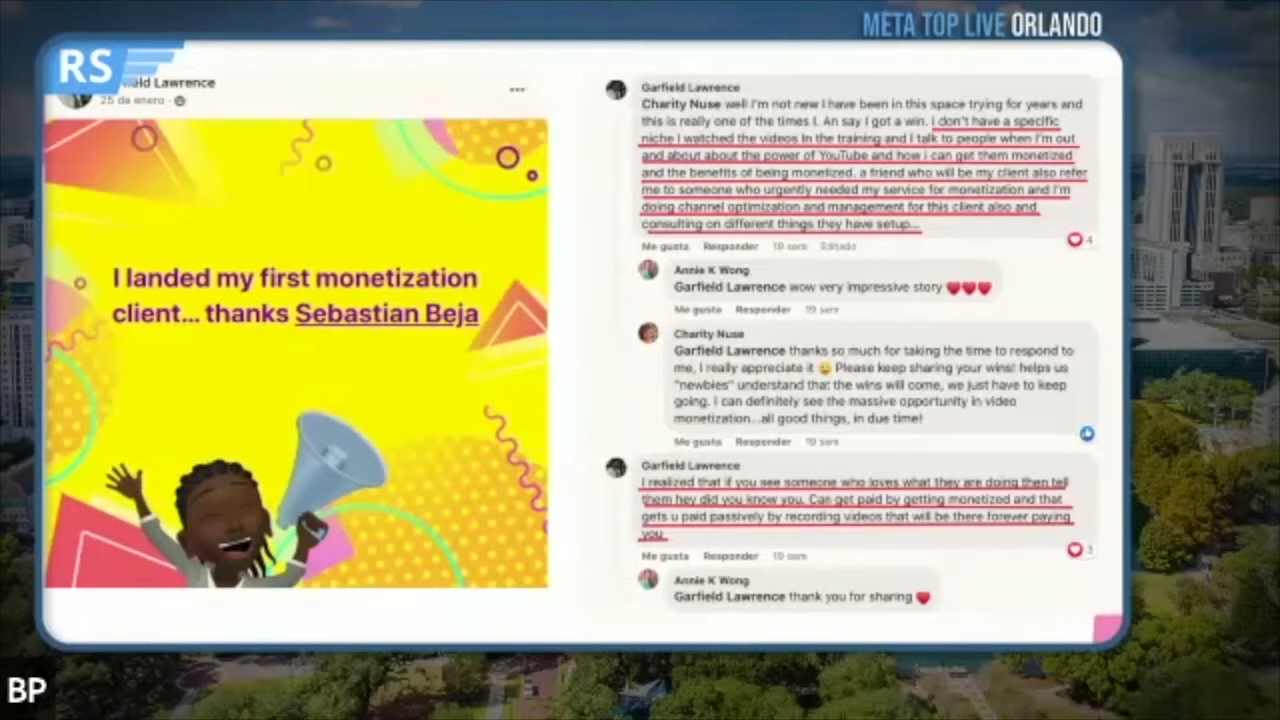 META TOP LIVE ORLANDO
RS
field Lawrence
25 de enero
I landed my first monetization
client... thanks Sebastian Beja
Garfield Lawrence
Charity Nuse well I'm not new I have been in this space trying for years and
this is really one of the times I. An say I got a win. I don't have a specific
niche I watched the videos in the training and I talk to people when I'm out
and about about the power of YouTube and how i can get them monetized
and the benefits of being monetized. a friend who will be my client also refer
me to someone who urgently needed my service for monetization and I'm
doing channel optimization and management for this client also and
consulting on different things they have setup...
Me gusta Responder 19 sem Editado
4
Annie K Wong
Garfield Lawrence wow very impressive story ❤❤❤
Me gusta Responder 19 sem
Charity Nuse
Garfield Lawrence thanks so much for taking the time to respond to
me, I really appreciate it 😀 Please keep sharing your wins! helps us
"newbies" understand that the wins will come, we just have to keep
going. I can definitely see the massive opportunity in video
monetization...all good things, in due time!
Me gusta Responder 19 sem
Garfield Lawrence
I realized that if you see someone who loves what they are doing then tell
them hey did you know you. Can get paid by getting monetized and that
gets u paid passively by recording videos that will be there forever paying
you
Me gusta Responder 19 sem
3
Annie K Wong
Garfield Lawrence thank you for sharing ❤
BP